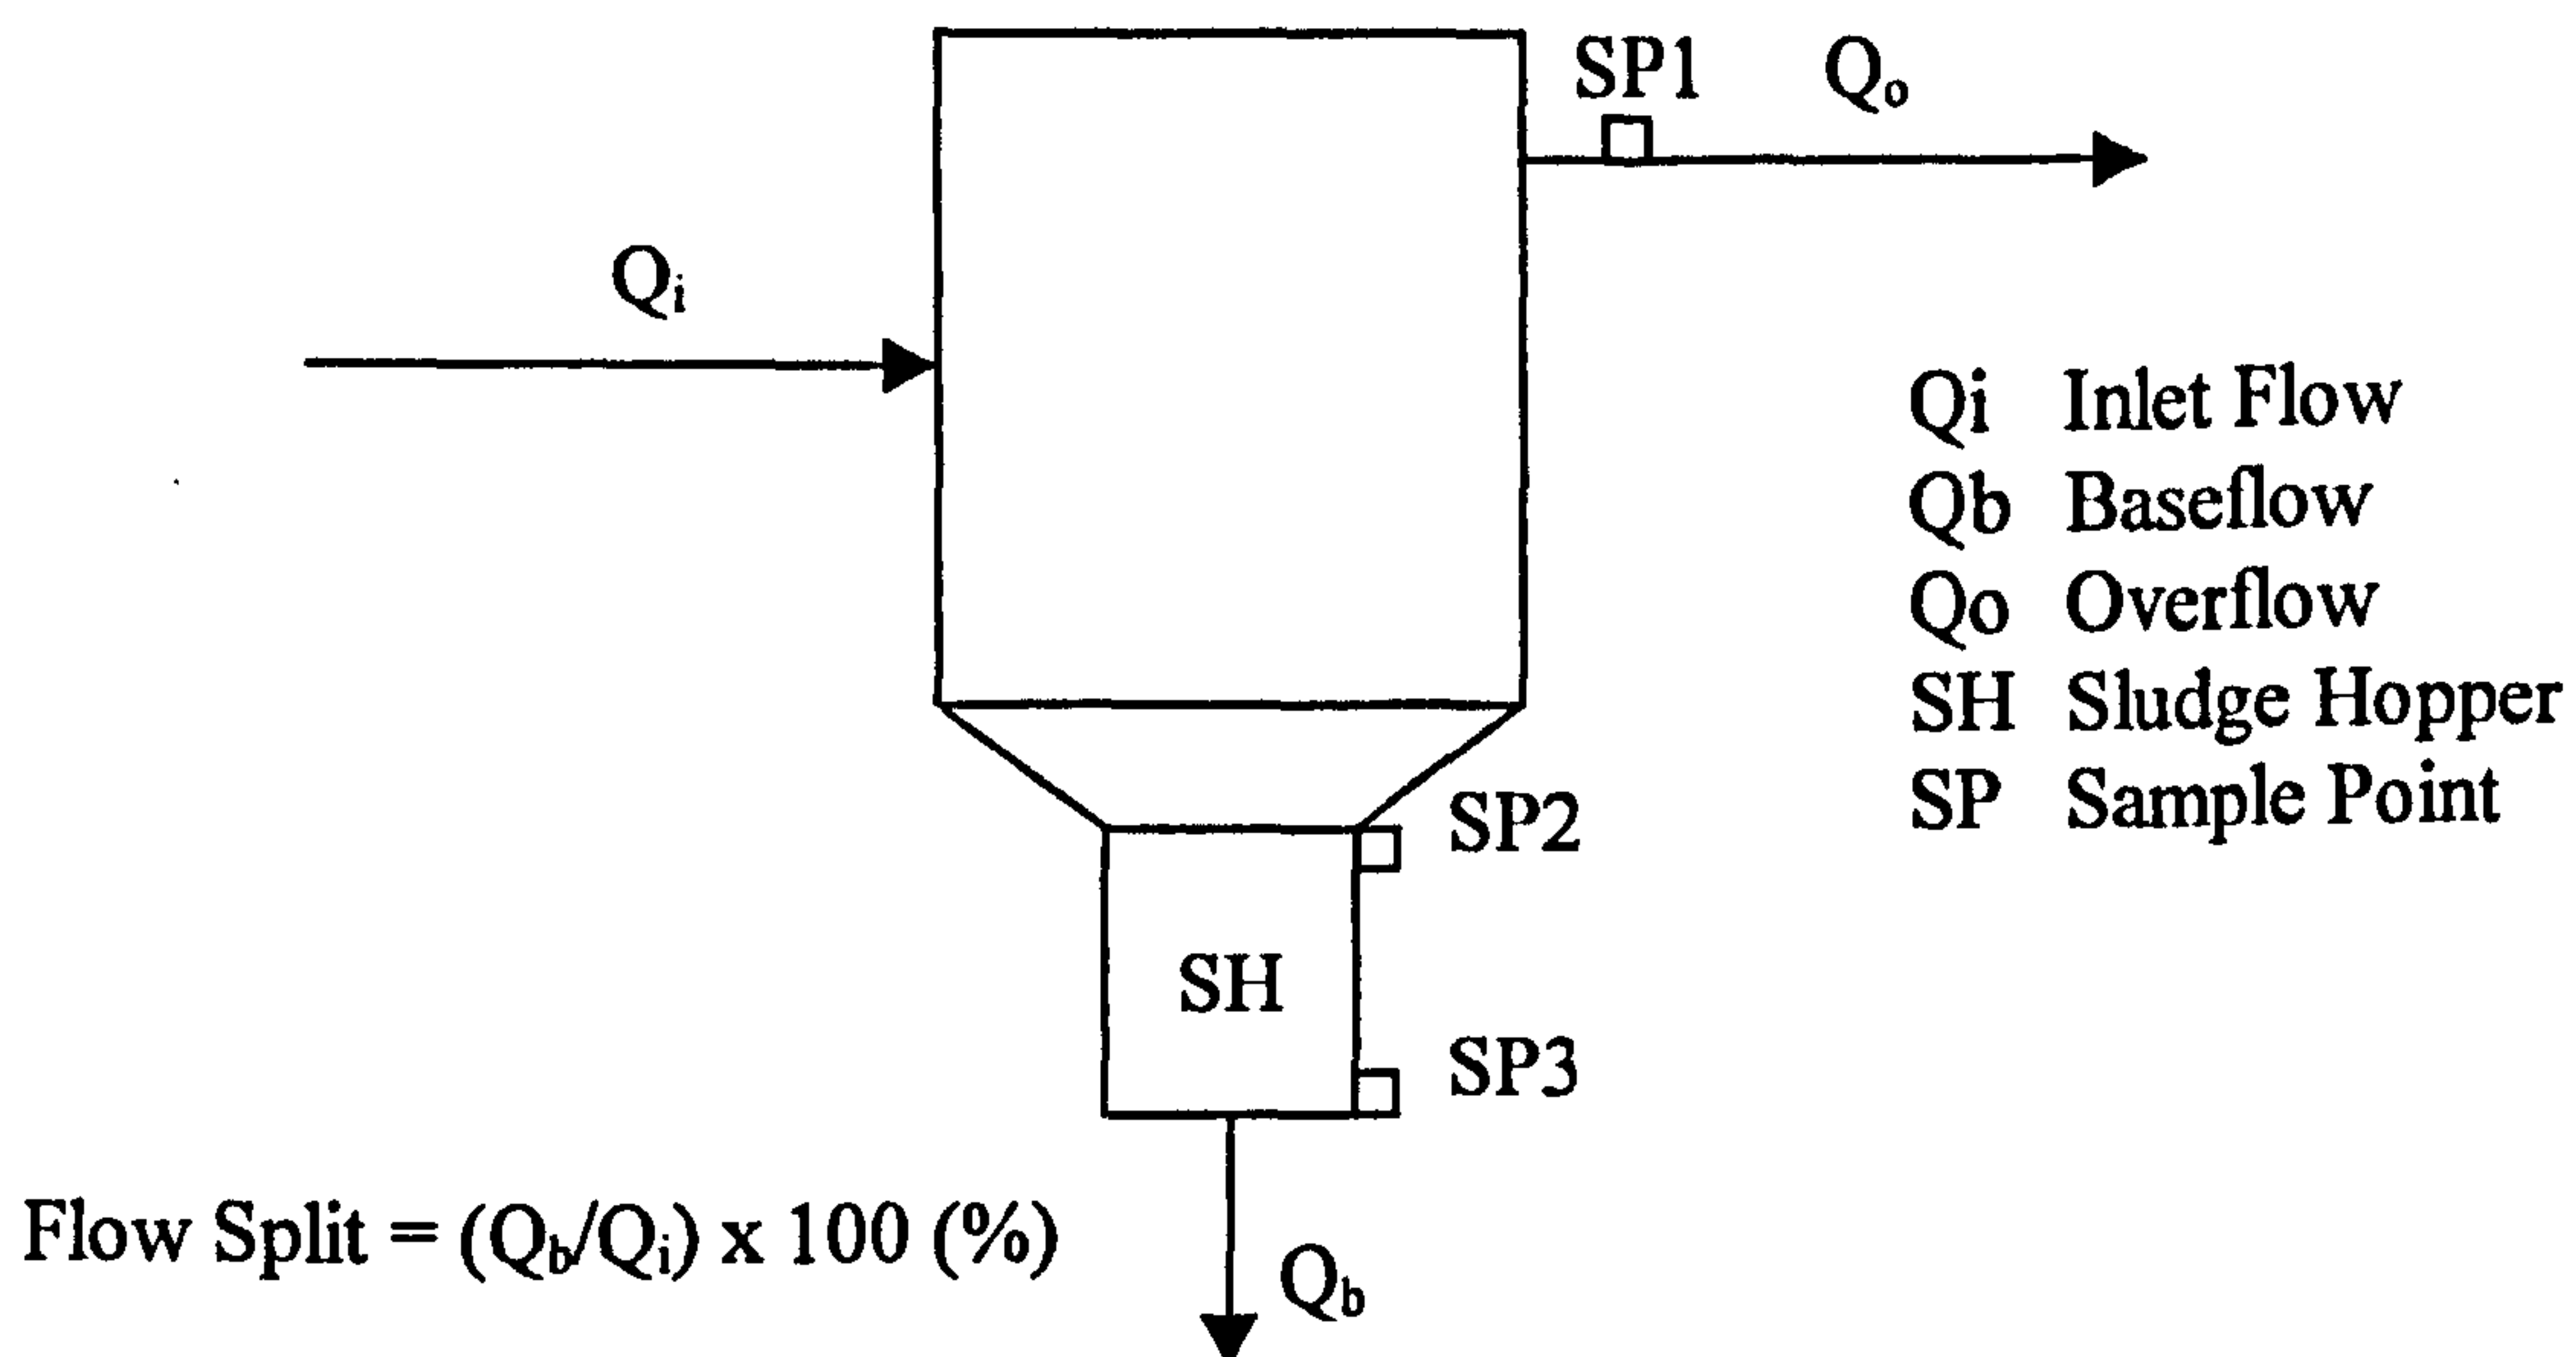 SP1
Qo
Qi
Qi Inlet Flow
Qb Baseflow
Qo Overflow
SH Sludge Hopper
SP Sample Point
SP2
SH
SP3
Flow Split = (Qb/Qi) x 100 (%)
Qb